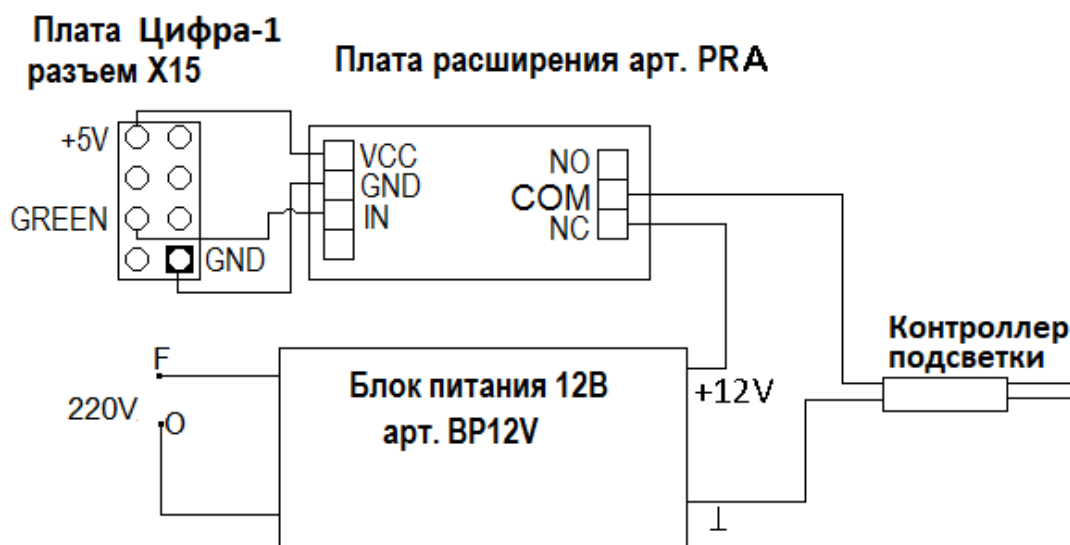 Плата Цифра-1
разъем X15
Плата расширения арт. PRA
+5V
GREEN
GND
VCC
GND
IN
NO
COM
NC
F
220V
O
Блок питания 12В
арт. BP12V
+12V
⊥
Контроллер
подсветки